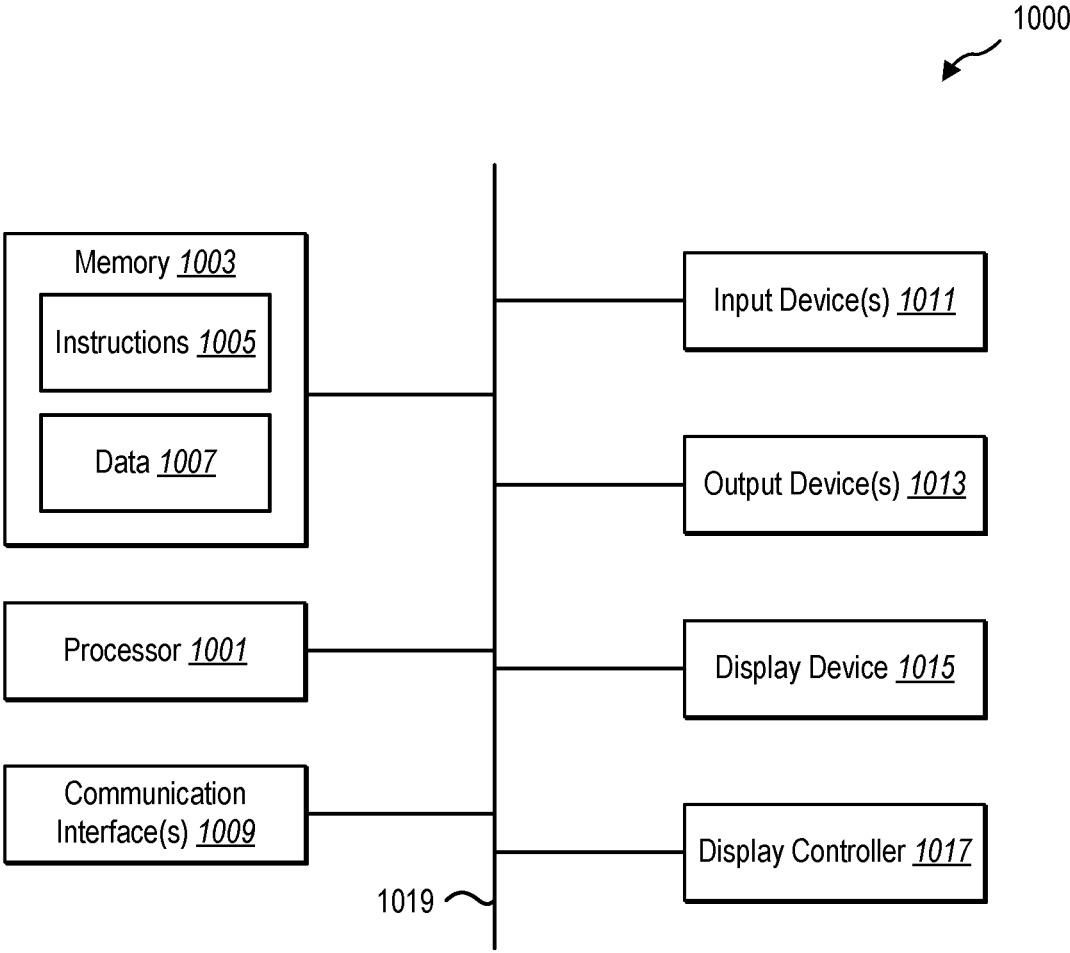 1000
Memory 1003
Instructions 1005
Data 1007
Processor 1001
Communication
Interface(s) 1009
Input Device(s) 1011
Output Device(s) 1013
Display Device 1015
Display Controller 1017
1019